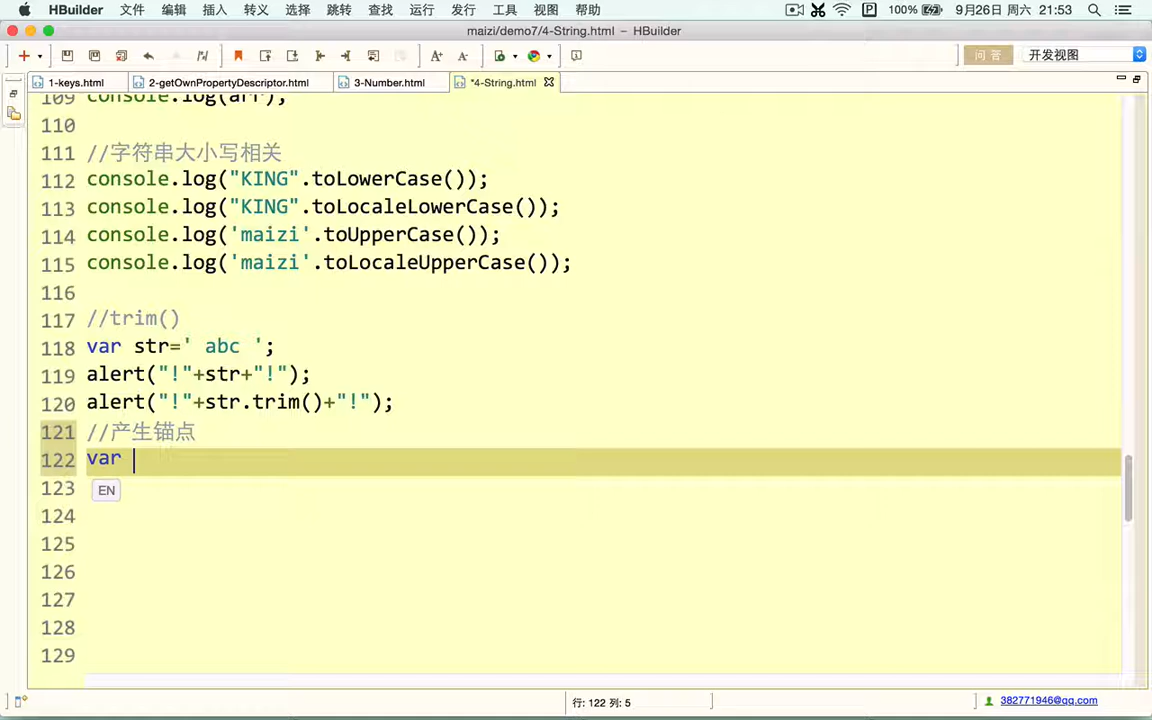 HBuilder 文件 编辑 插入 转义 选择 跳转 查找 运行 发行 工具 视图 帮助 100% 9月26日 周六 21:53
maizi/demo7/4-String.html – HBuilder
问 答 开发视图
1-keys.html 2-getOwnPropertyDescriptor.html 3-Number.html *4-String.html
109 console.log(arr);
110
111 //字符串大小写相关
112 console.log("KING".toLowerCase());
113 console.log("KING".toLocaleLowerCase());
114 console.log('maizi'.toUpperCase());
115 console.log('maizi'.toLocaleUpperCase());
116
117 //trim()
118 var str=' abc ';
119 alert("!"+str+"!");
120 alert("!"+str.trim()+"!");
121 //产生锚点
122 var
123
EN
124
125
126
127
128
129
行: 122 列: 5 382771946@qq.com